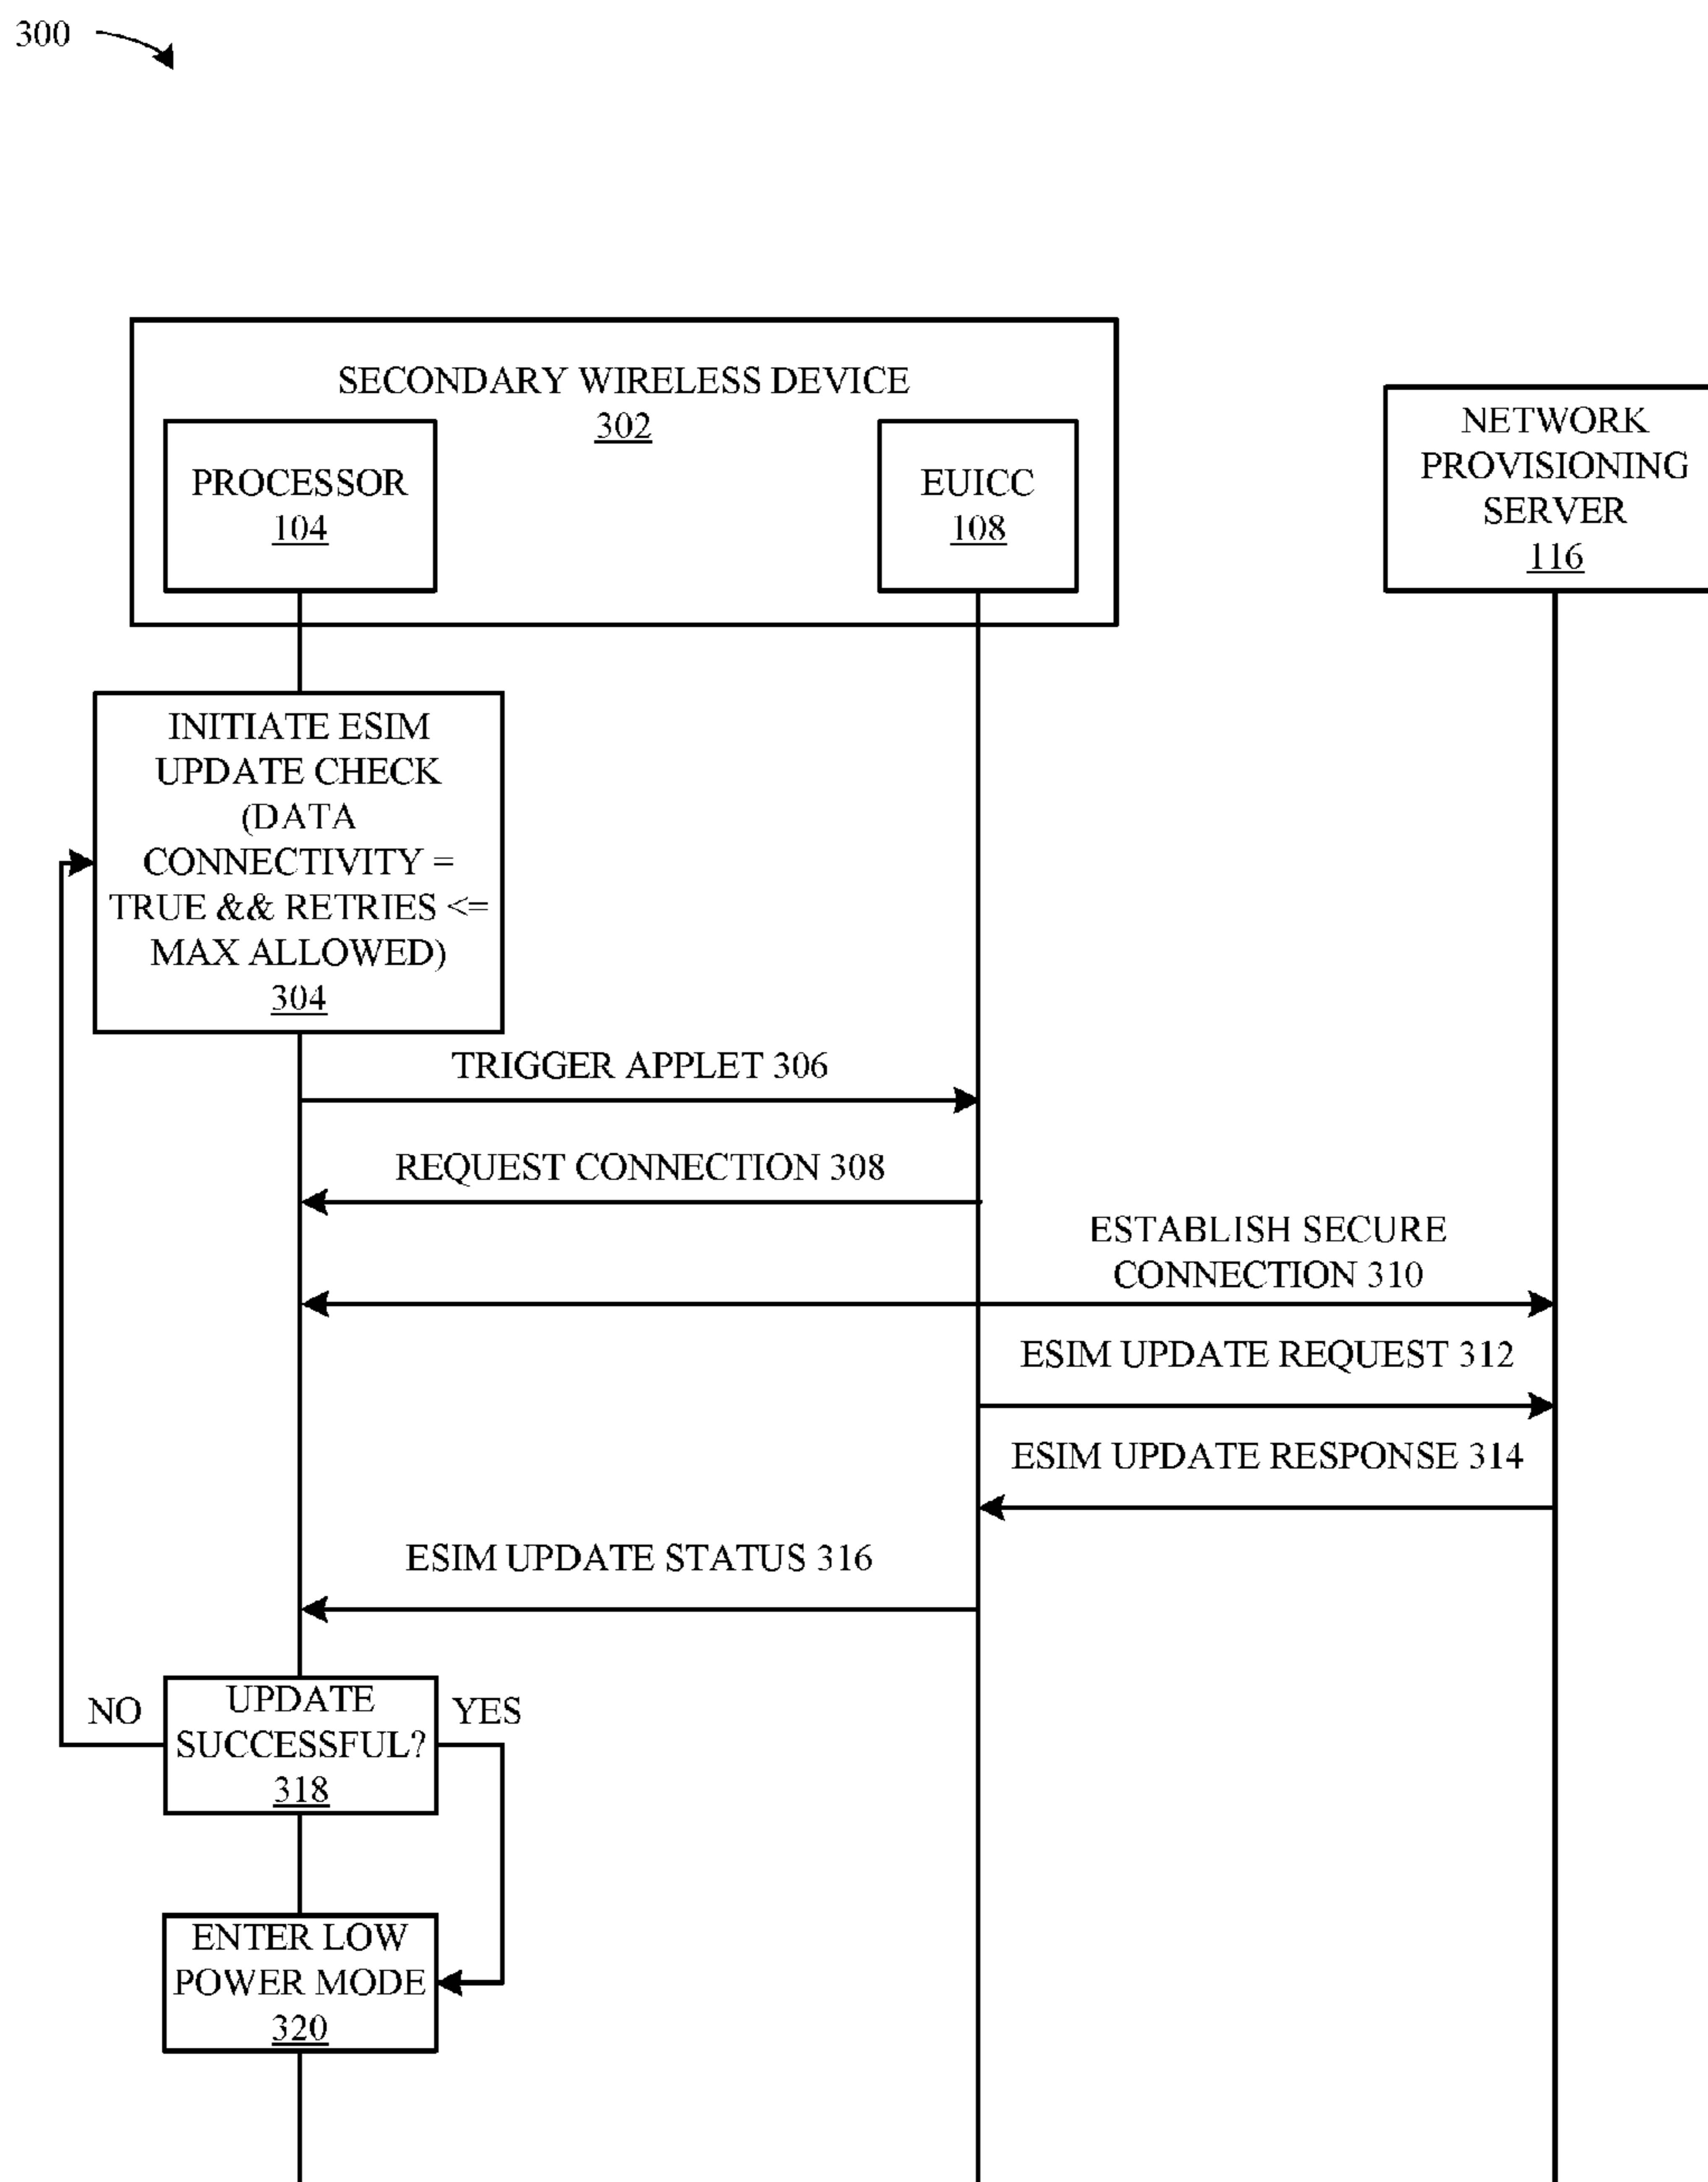 300
SECONDARY WIRELESS DEVICE
302
PROCESSOR
104
EUICC
108
NETWORK
PROVISIONING
SERVER
116
INITIATE ESIM
UPDATE CHECK
(DATA
CONNECTIVITY =
TRUE && RETRIES <=
MAX ALLOWED)
304
TRIGGER APPLET 306
REQUEST CONNECTION 308
ESTABLISH SECURE
CONNECTION 310
ESIM UPDATE REQUEST 312
ESIM UPDATE RESPONSE 314
ESIM UPDATE STATUS 316
NO
UPDATE
SUCCESSFUL?
318
YES
ENTER LOW
POWER MODE
320